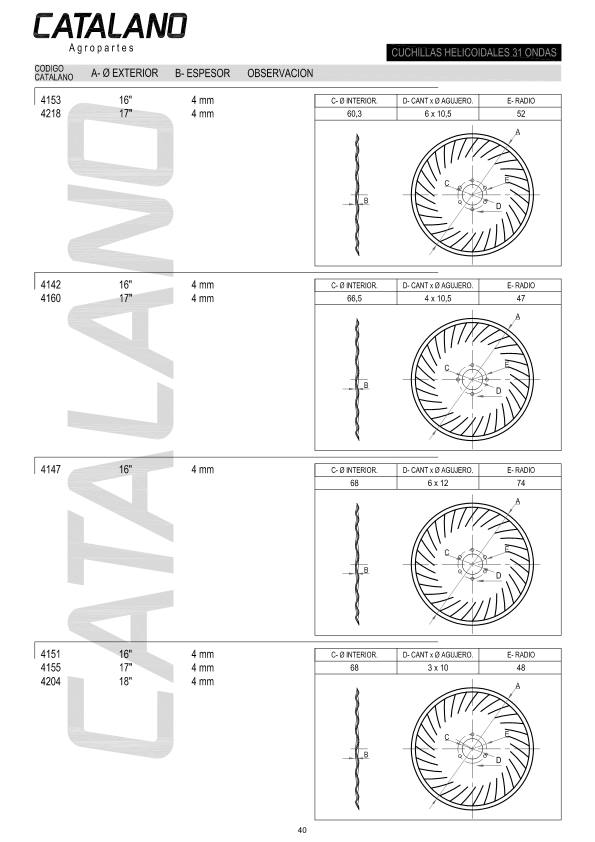 CATALANO
Agropartes
CUCHILLAS HELICOIDALES 31 ONDAS
CODIGO CATALANO A- Ø EXTERIOR B- ESPESOR OBSERVACION
4153 16" 4 mm
4218 17" 4 mm
C- Ø INTERIOR. D- CANT x Ø AGUJERO. E- RADIO
60,3 6 x 10,5 52
A
B
C
E
D
4142 16" 4 mm
4160 17" 4 mm
C- Ø INTERIOR. D- CANT x Ø AGUJERO. E- RADIO
66,5 4 x 10,5 47
A
B
C
E
D
4147 16" 4 mm
C- Ø INTERIOR. D- CANT x Ø AGUJERO. E- RADIO
68 6 x 12 74
A
B
C
E
D
4151 16" 4 mm
4155 17" 4 mm
4204 18" 4 mm
C- Ø INTERIOR. D- CANT x Ø AGUJERO. E- RADIO
68 3 x 10 48
A
B
C
E
D
CATALANO
40